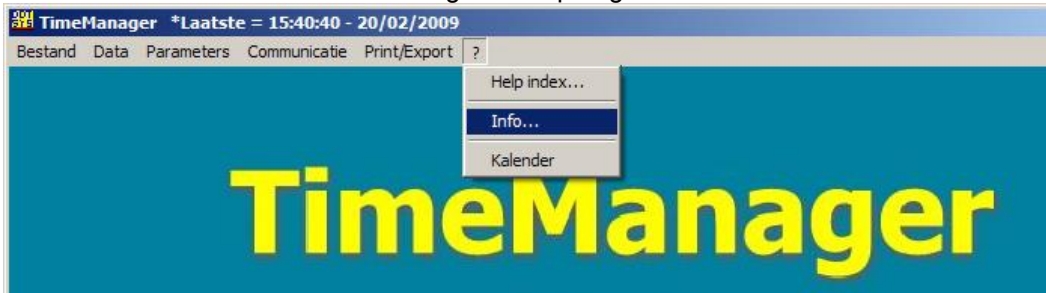 TimeManager *Laatste = 15:40:40 - 20/02/2009
Bestand Data Parameters Communicatie Print/Export ?
Help index...
Info...
Kalender
TimeManager